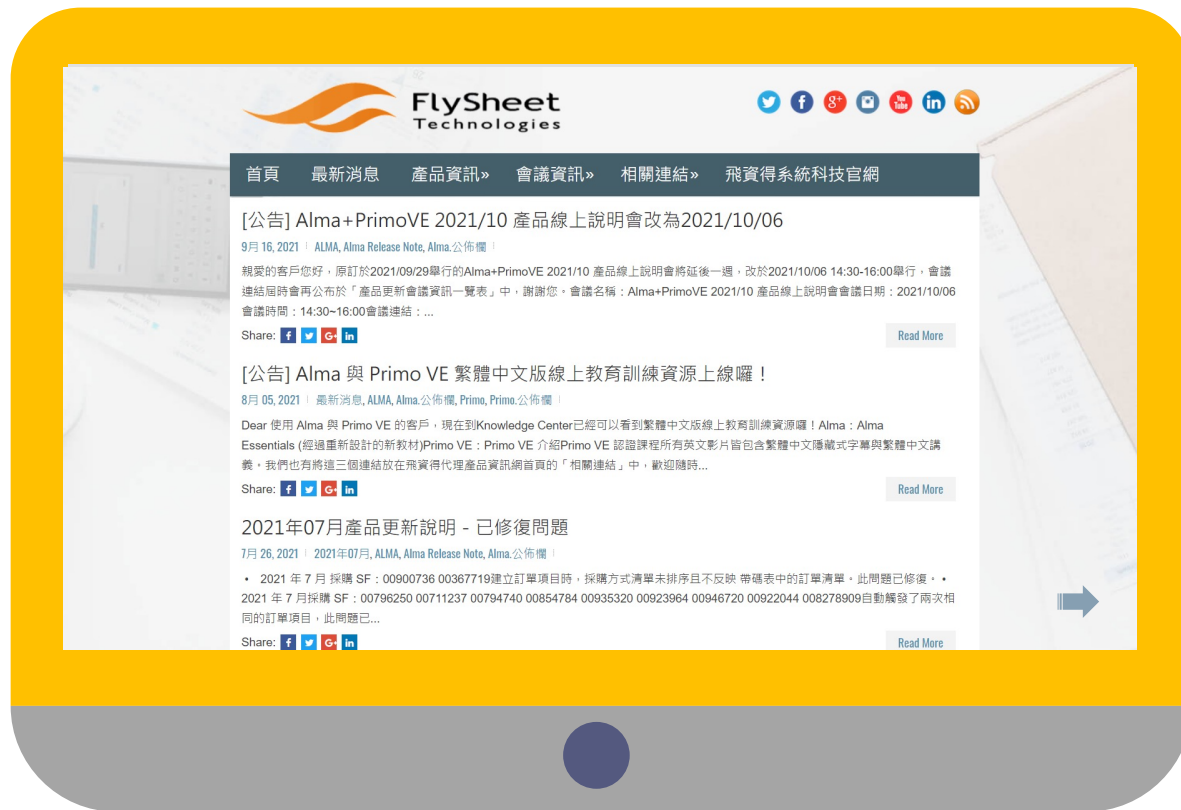 FlySheet
Technologies
首頁 最新消息 產品資訊» 會議資訊» 相關連結» 飛資得系統科技官網
[公告] Alma+PrimoVE 2021/10 產品線上說明會改為2021/10/06
9月 16, 2021 | ALMA, Alma Release Note, Alma.公佈欄 |
親愛的客戶您好，原訂於2021/09/29舉行的Alma+PrimoVE 2021/10 產品線上說明會將延後一週，改於2021/10/06 14:30-16:00舉行，會議
連結屆時會再公布於「產品更新會議資訊一覽表」中，謝謝您。會議名稱：Alma+PrimoVE 2021/10 產品線上說明會會議日期：2021/10/06
會議時間：14:30~16:00會議連結：...
Share: Read More
[公告] Alma 與 Primo VE 繁體中文版線上教育訓練資源上線囉！
8月 05, 2021 | 最新消息, ALMA, Alma.公佈欄, Primo, Primo.公佈欄 |
Dear 使用 Alma 與 Primo VE 的客戶，現在到Knowledge Center已經可以看到繁體中文版線上教育訓練資源囉！Alma：Alma
Essentials (經過重新設計的新教材)Primo VE：Primo VE 介紹Primo VE 認證課程所有英文影片皆包含繁體中文隱藏式字幕與繁體中文講
義。我們也有將這三個連結放在飛資得代理產品資訊網首頁的「相關連結」中，歡迎隨時...
Share: Read More
2021年07月產品更新說明 - 已修復問題
7月 26, 2021 | 2021年07月, ALMA, Alma Release Note, Alma.公佈欄 |
• 2021 年 7 月 採購 SF：00900736 00367719建立訂單項目時，採購方式清單未排序且不反映 帶碼表中的訂單清單。此問題已修復。•
2021 年 7 月採購 SF：00796250 00711237 00794740 00854784 00935320 00923964 00946720 00922044 008278909自動觸發了兩次相
同的訂單項目，此問題已...
Share: Read More